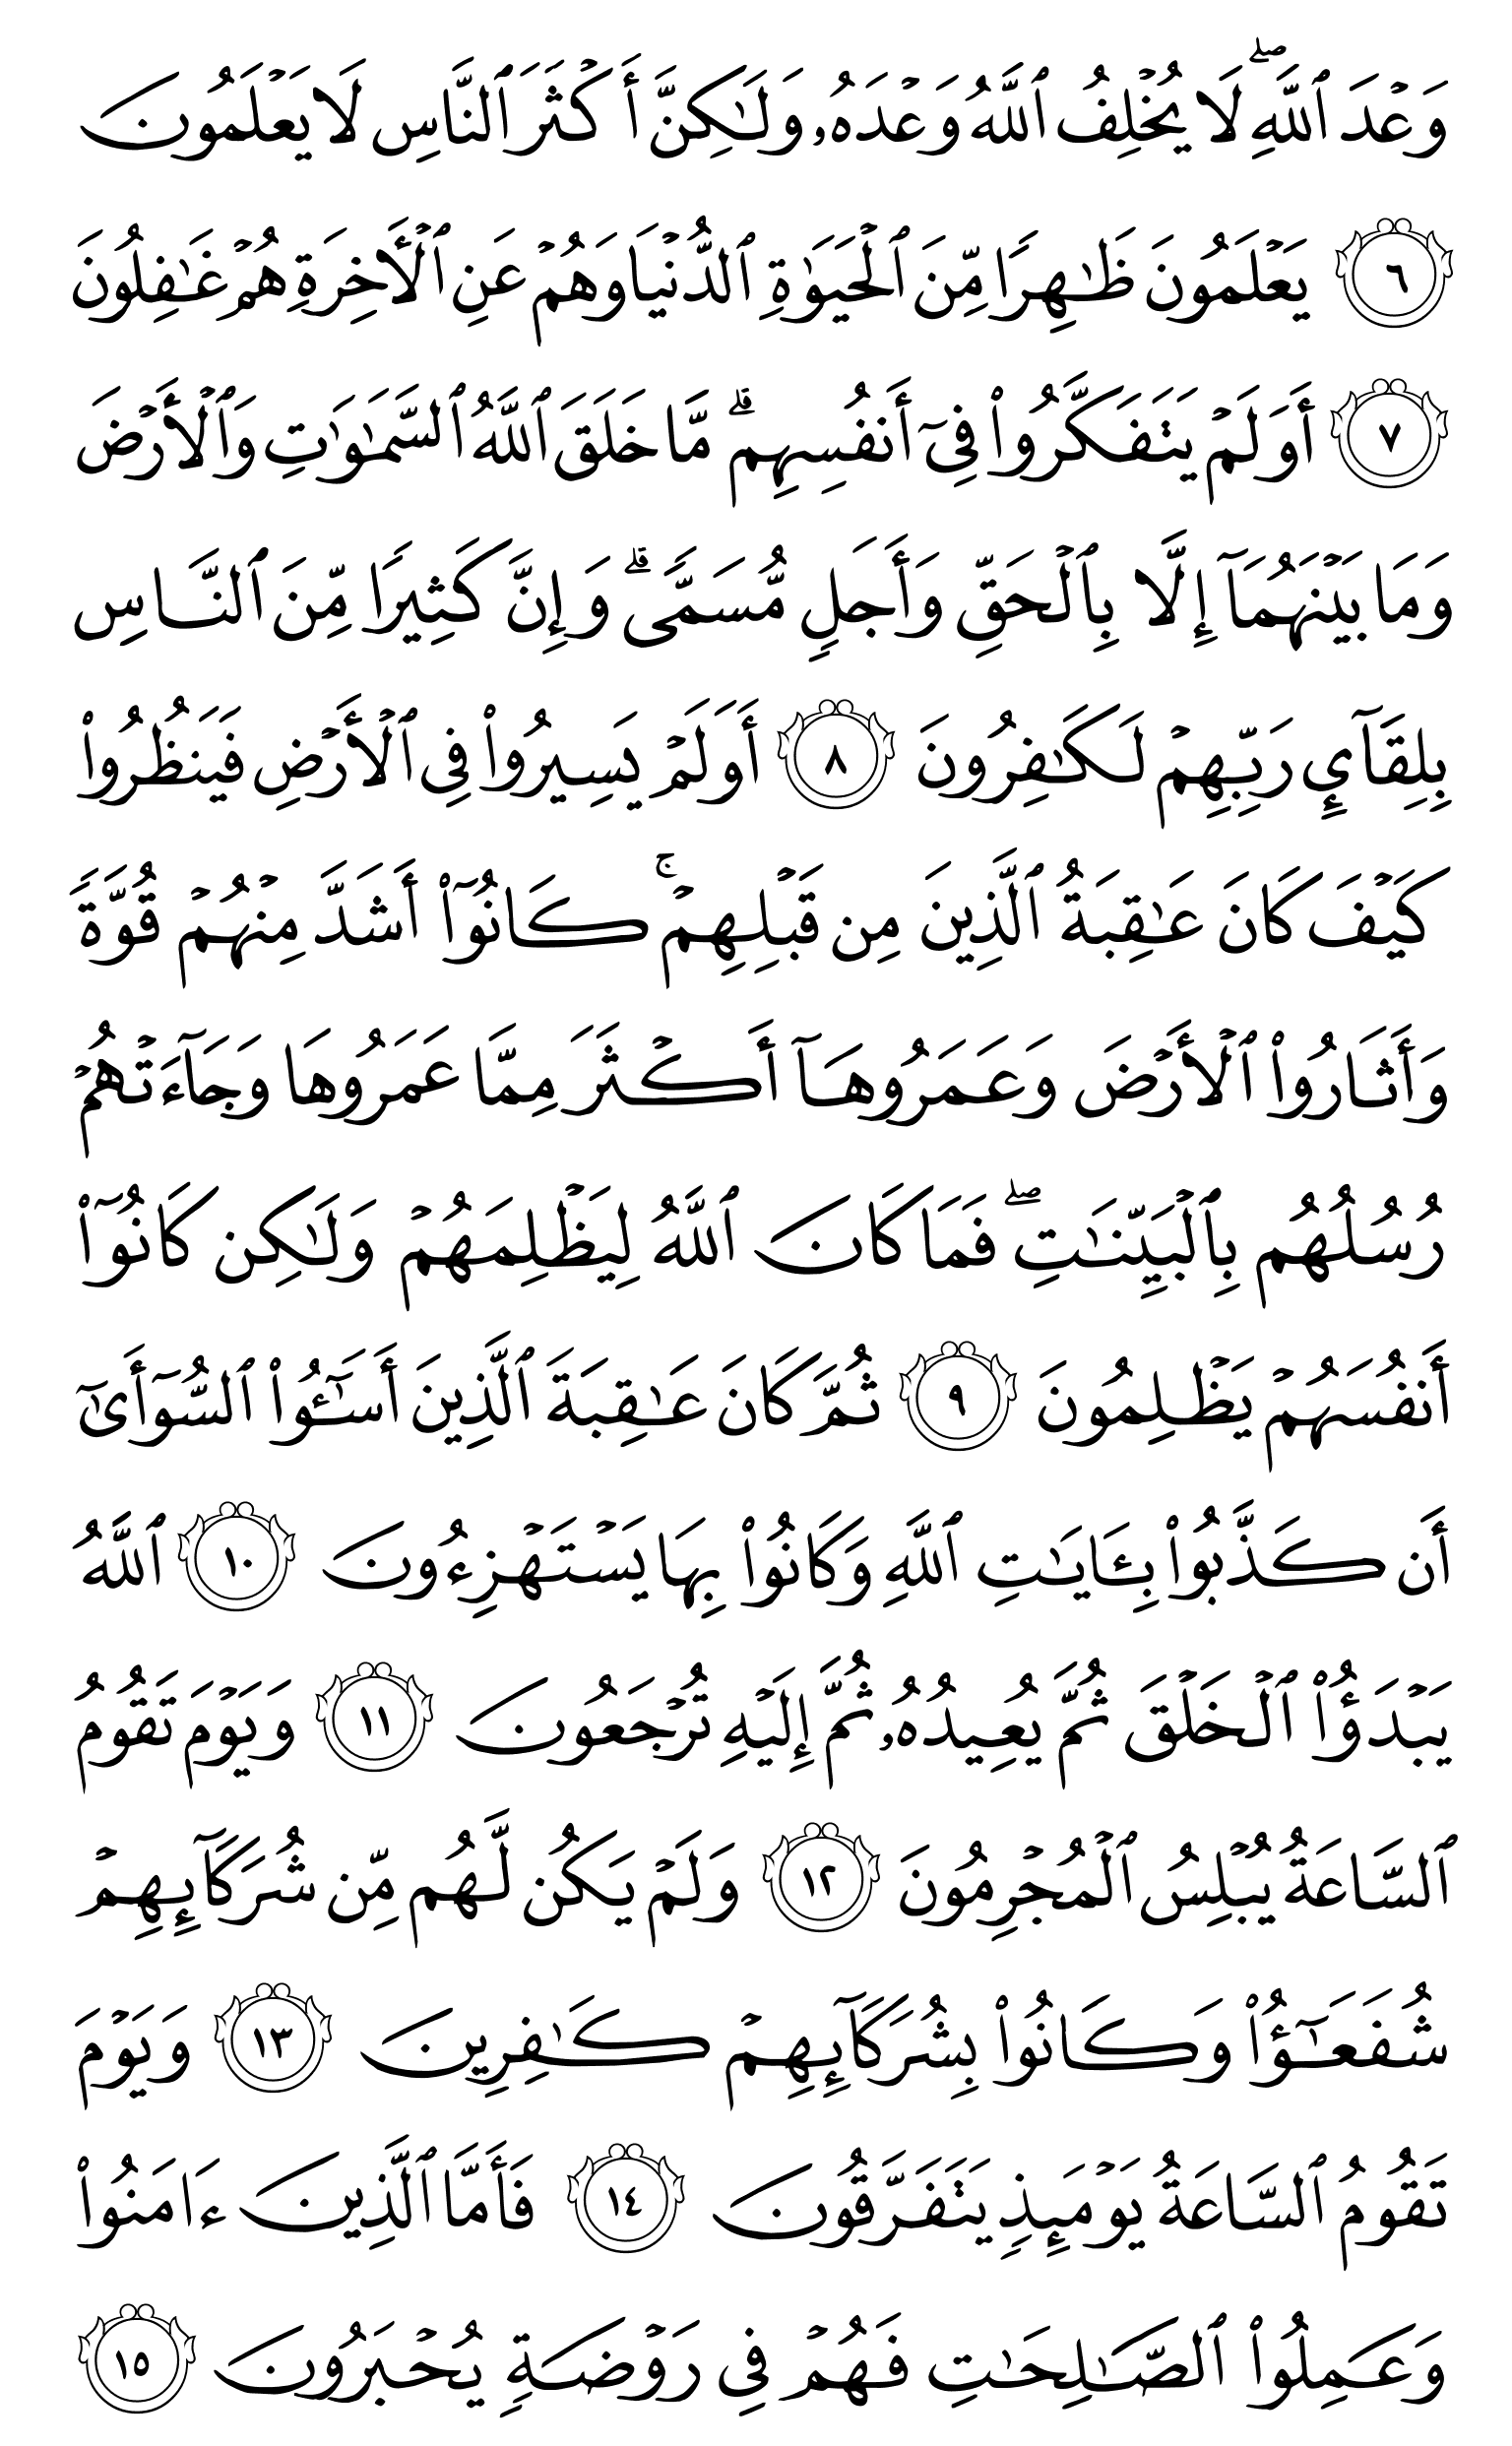 وَعْدَ ٱللَّهِ ۖ لَا يُخْلِفُ ٱللَّهُ وَعْدَهُۥ وَلَـٰكِنَّ أَكْثَرَ ٱلنَّاسِ لَا يَعْلَمُونَ
٦ يَعْلَمُونَ ظَـٰهِرًا مِّنَ ٱلْحَيَوٰةِ ٱلدُّنْيَا وَهُمْ عَنِ ٱلْـَٔاخِرَةِ هُمْ غَـٰفِلُونَ
٧ أَوَلَمْ يَتَفَكَّرُوا۟ فِىٓ أَنفُسِهِم ۗ مَّا خَلَقَ ٱللَّهُ ٱلسَّمَـٰوَٰتِ وَٱلْأَرْضَ
وَمَا بَيْنَهُمَآ إِلَّا بِٱلْحَقِّ وَأَجَلٍ مُّسَمًّى ۗ وَإِنَّ كَثِيرًا مِّنَ ٱلنَّاسِ
بِلِقَآئِ رَبِّهِمْ لَكَـٰفِرُونَ ٨ أَوَلَمْ يَسِيرُوا۟ فِى ٱلْأَرْضِ فَيَنظُرُوا۟
كَيْفَ كَانَ عَـٰقِبَةُ ٱلَّذِينَ مِن قَبْلِهِمْ ۚ كَانُوٓا۟ أَشَدَّ مِنْهُمْ قُوَّةً
وَأَثَارُوا۟ ٱلْأَرْضَ وَعَمَرُوهَآ أَكْثَرَ مِمَّا عَمَرُوهَا وَجَآءَتْهُمْ
رُسُلُهُم بِٱلْبَيِّنَـٰتِ ۖ فَمَا كَانَ ٱللَّهُ لِيَظْلِمَهُمْ وَلَـٰكِن كَانُوٓا۟
أَنفُسَهُمْ يَظْلِمُونَ ٩ ثُمَّ كَانَ عَـٰقِبَةَ ٱلَّذِينَ أَسَـٰٓـُٔوا۟ ٱلسُّوٓأَىٰٓ
أَن كَذَّبُوا۟ بِـَٔايَـٰتِ ٱللَّهِ وَكَانُوا۟ بِهَا يَسْتَهْزِءُونَ ١٠ ٱللَّهُ
يَبْدَؤُا۟ ٱلْخَلْقَ ثُمَّ يُعِيدُهُۥ ثُمَّ إِلَيْهِ تُرْجَعُونَ ١١ وَيَوْمَ تَقُومُ
ٱلسَّاعَةُ يُبْلِسُ ٱلْمُجْرِمُونَ ١٢ وَلَمْ يَكُن لَّهُم مِّن شُرَكَآئِهِمْ
شُفَعَـٰٓؤُا۟ وَكَانُوا۟ بِشُرَكَآئِهِمْ كَـٰفِرِينَ ١٣ وَيَوْمَ
تَقُومُ ٱلسَّاعَةُ يَوْمَئِذٍ يَتَفَرَّقُونَ ١٤ فَأَمَّا ٱلَّذِينَ ءَامَنُوا۟
وَعَمِلُوا۟ ٱلصَّـٰلِحَـٰتِ فَهُمْ فِى رَوْضَةٍ يُحْبَرُونَ ١٥